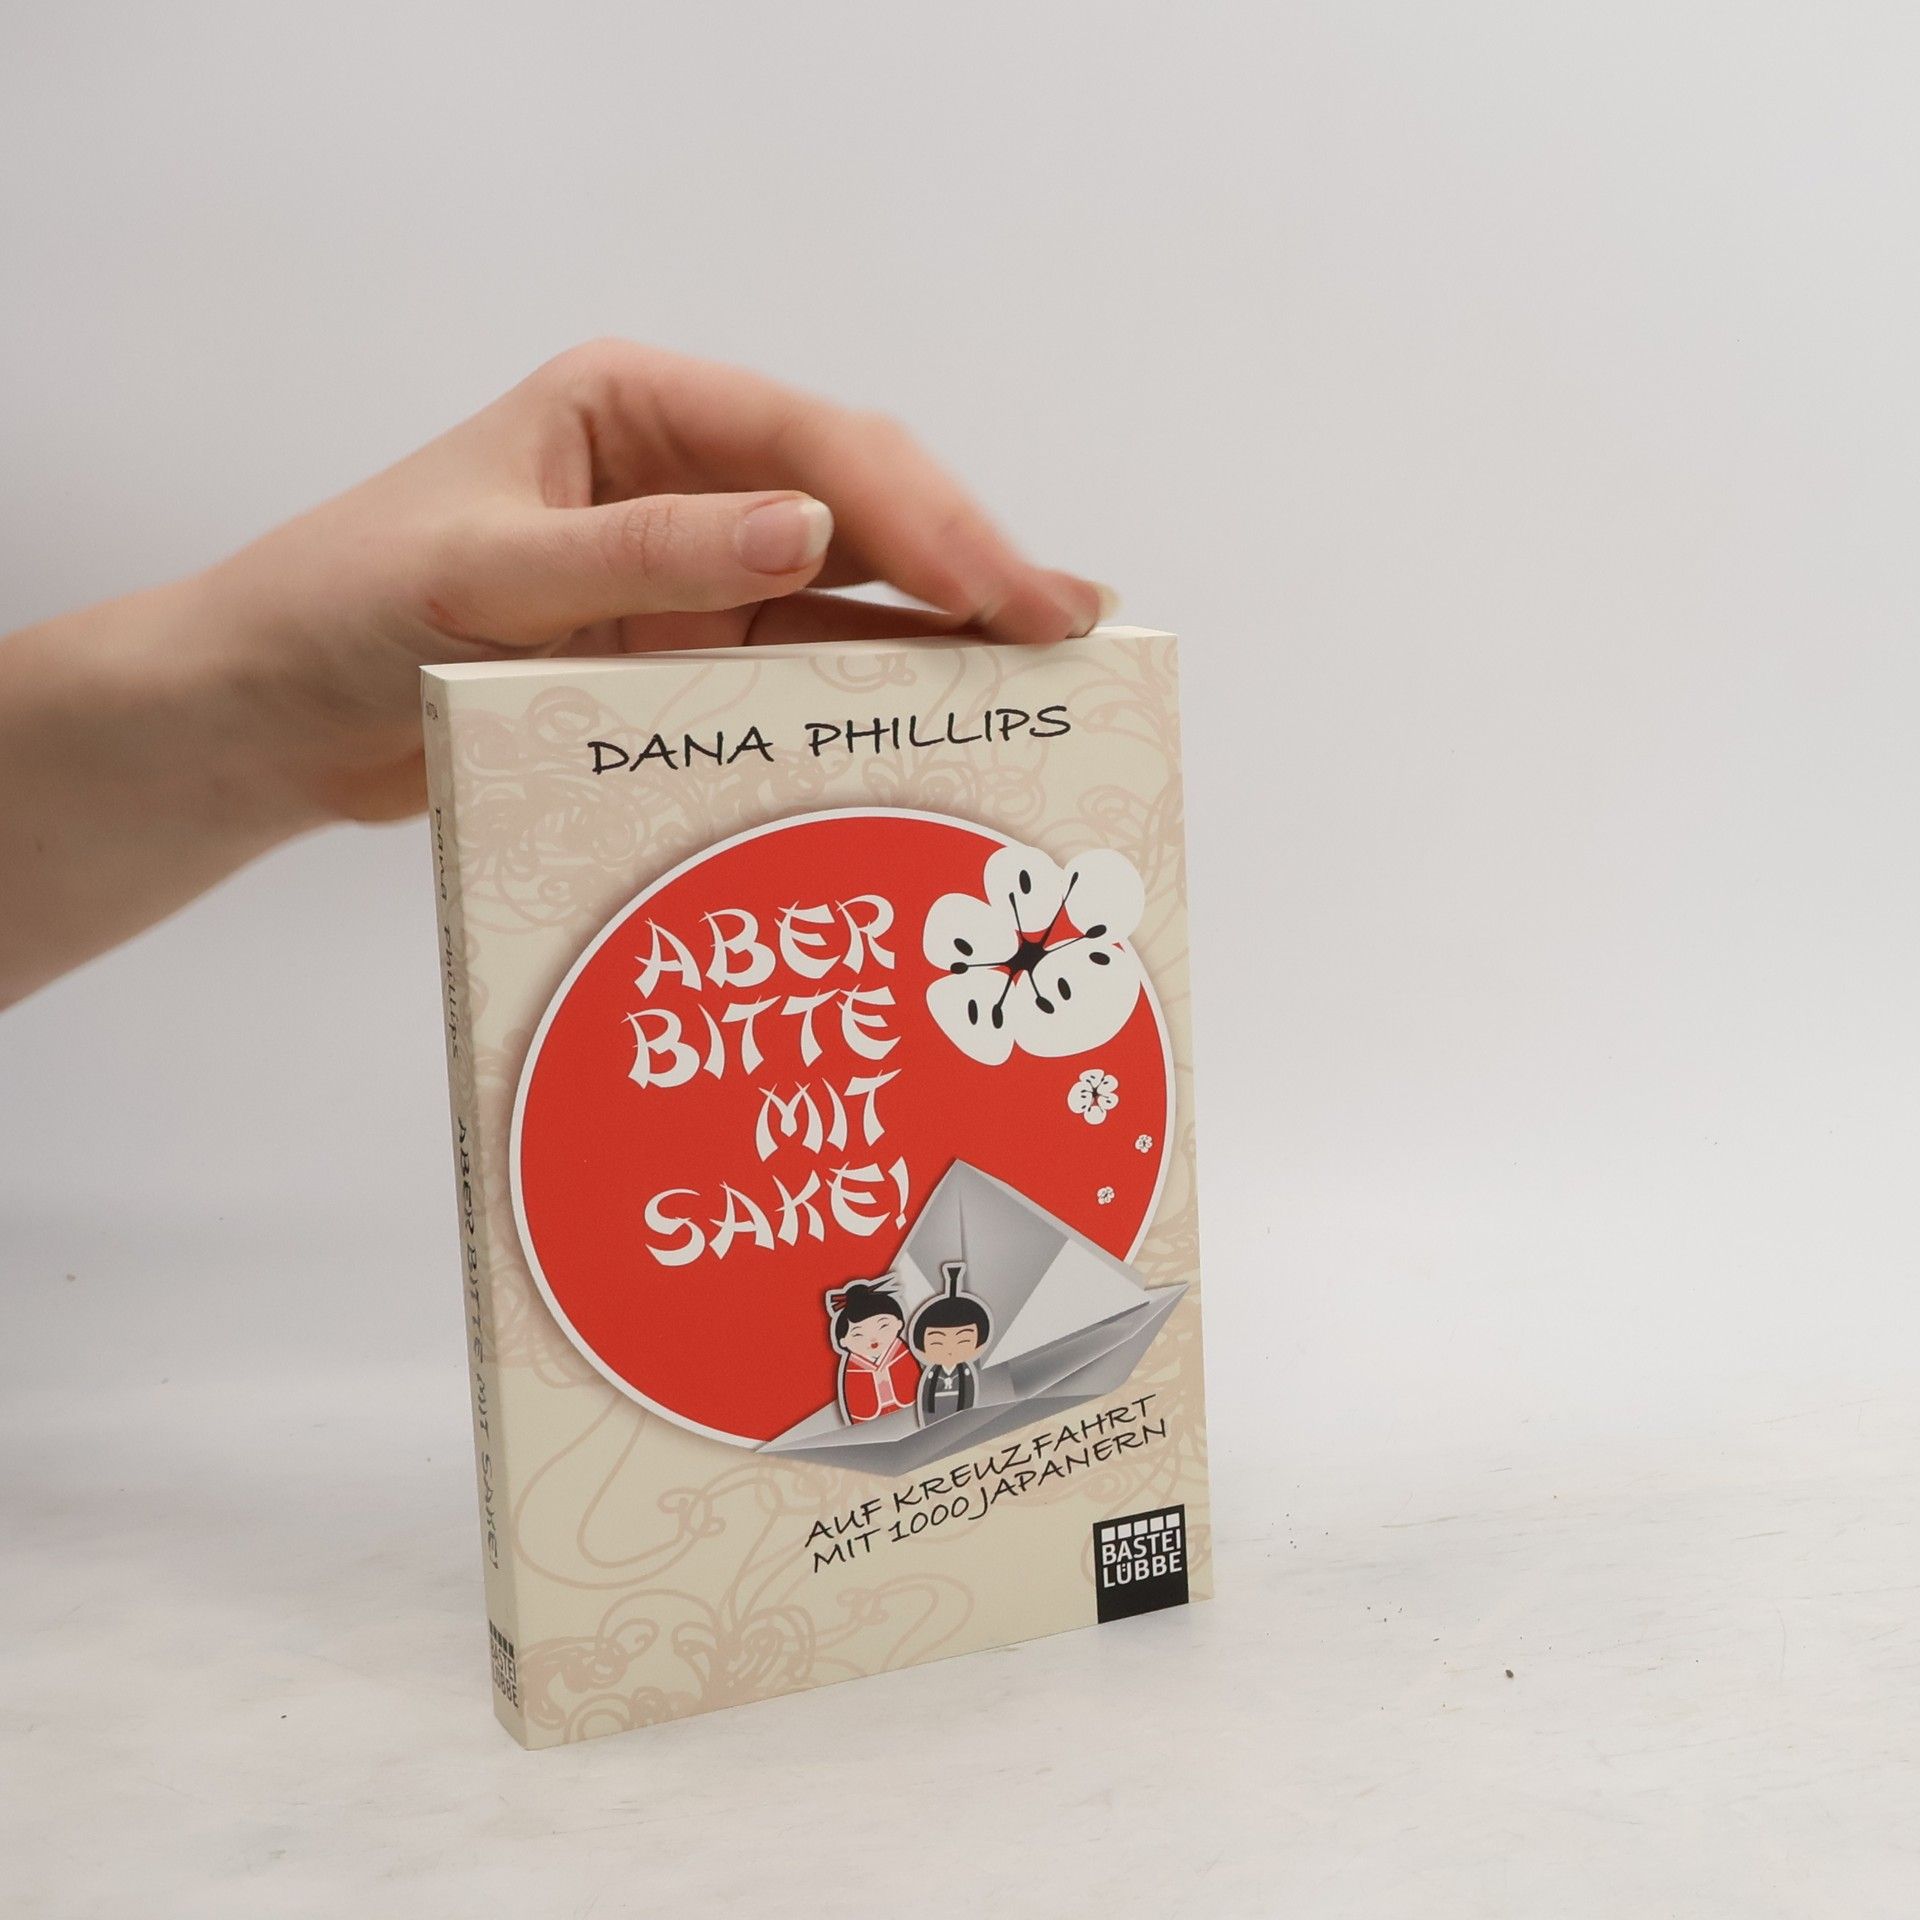 DANA PHILLIPS
ABER
BITTE
MIT
SAKE!
AUF KREUZFAHRT
MIT 1000 JAPANERN
BASTEI
LÜBBE
Dana Phillips ABER BITTE MIT SAKE!
BASTEI
LÜBBE